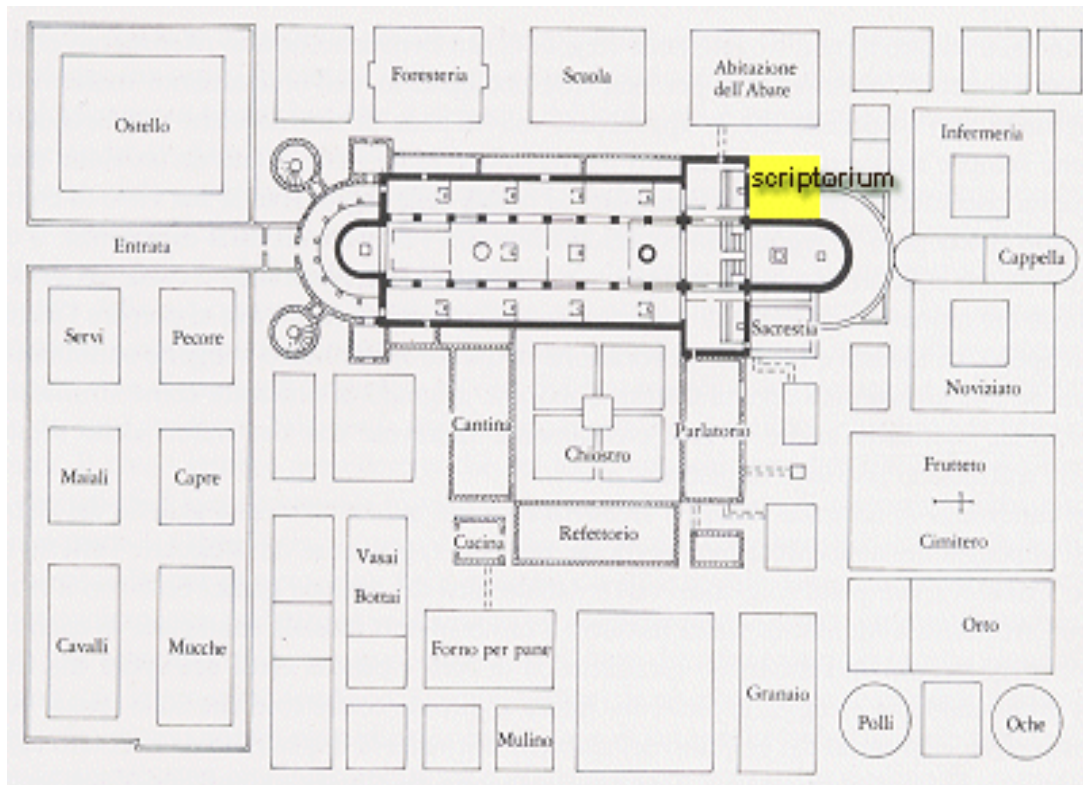 Foresteria
Scuola
Abitazione
dell'Abate
Ostello
Infermeria
scriptorium
Entrata
Cappella
Servi
Pecore
Sacrestia
Noviziato
Cantina
Parlatorio
Chiostro
Maiali
Capre
Frutteto
Cimitero
Refettorio
Cucina
Vasai
Bottai
Orto
Cavalli
Mucche
Forno per pane
Granaio
Polli
Oche
Mulino